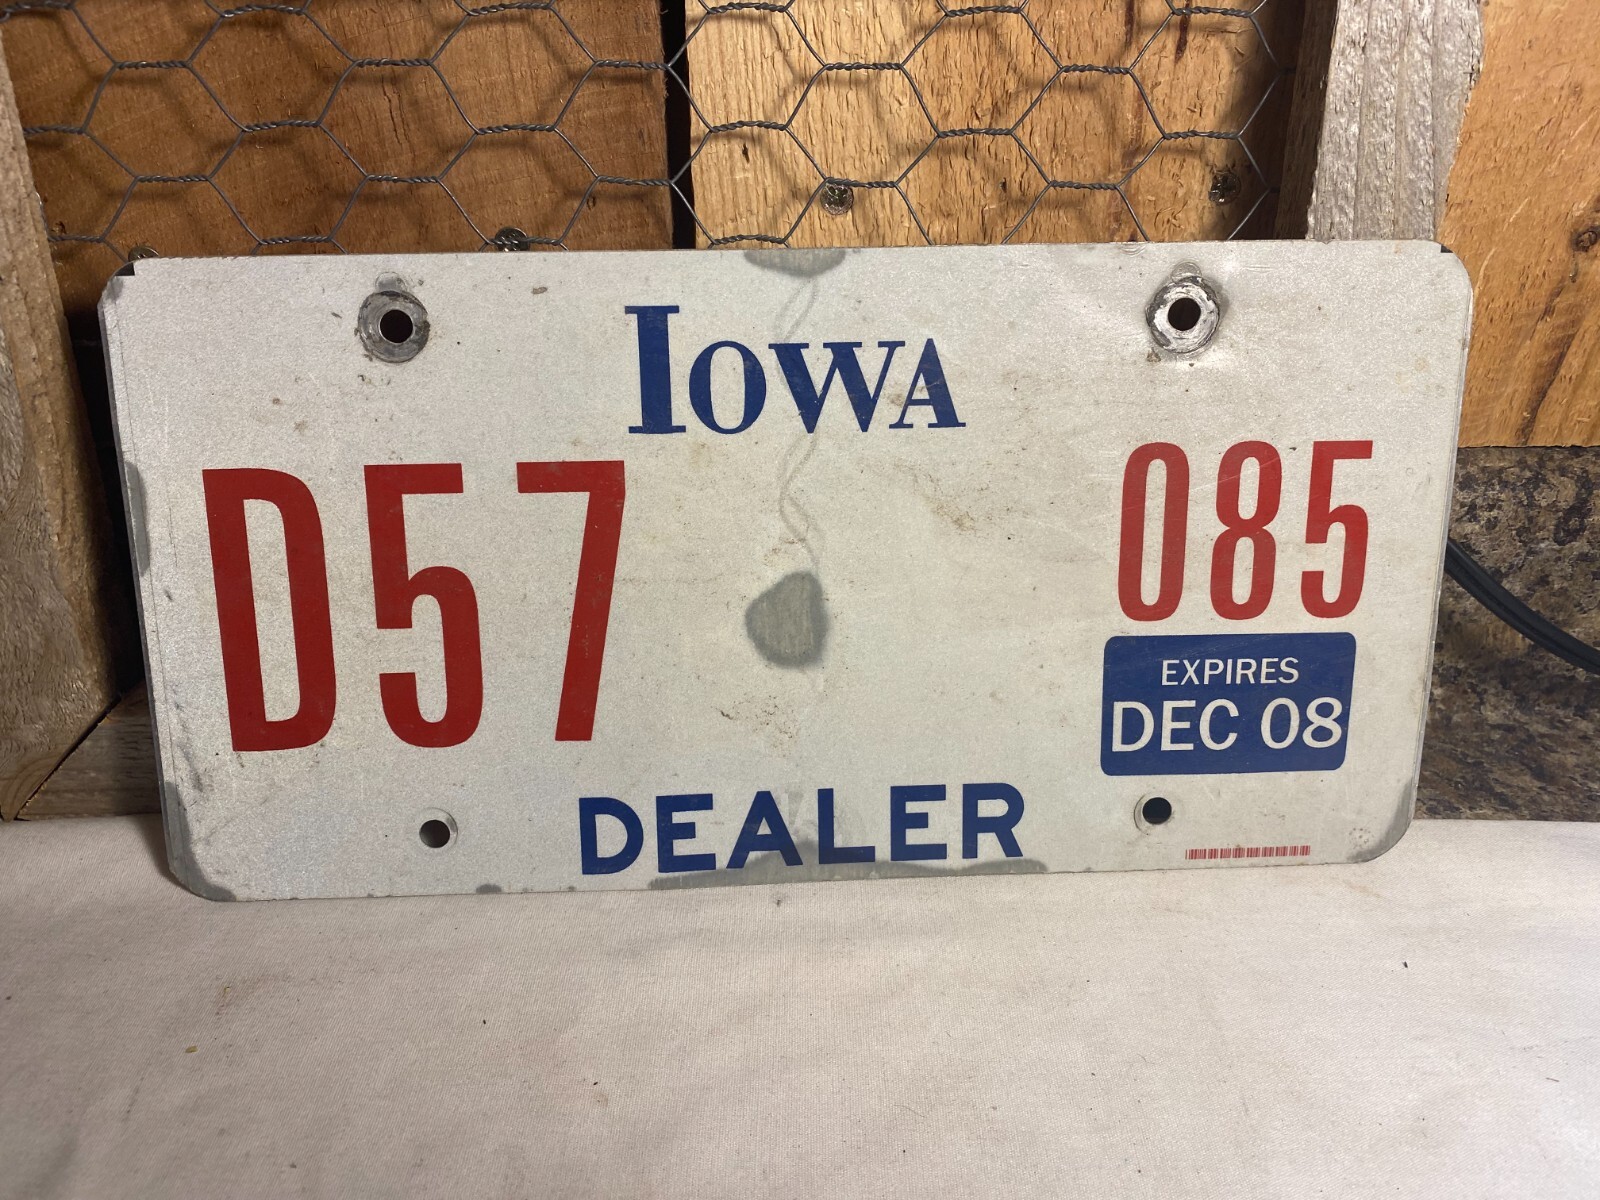 IOWA
D57 085
EXPIRES
DEC 08
DEALER